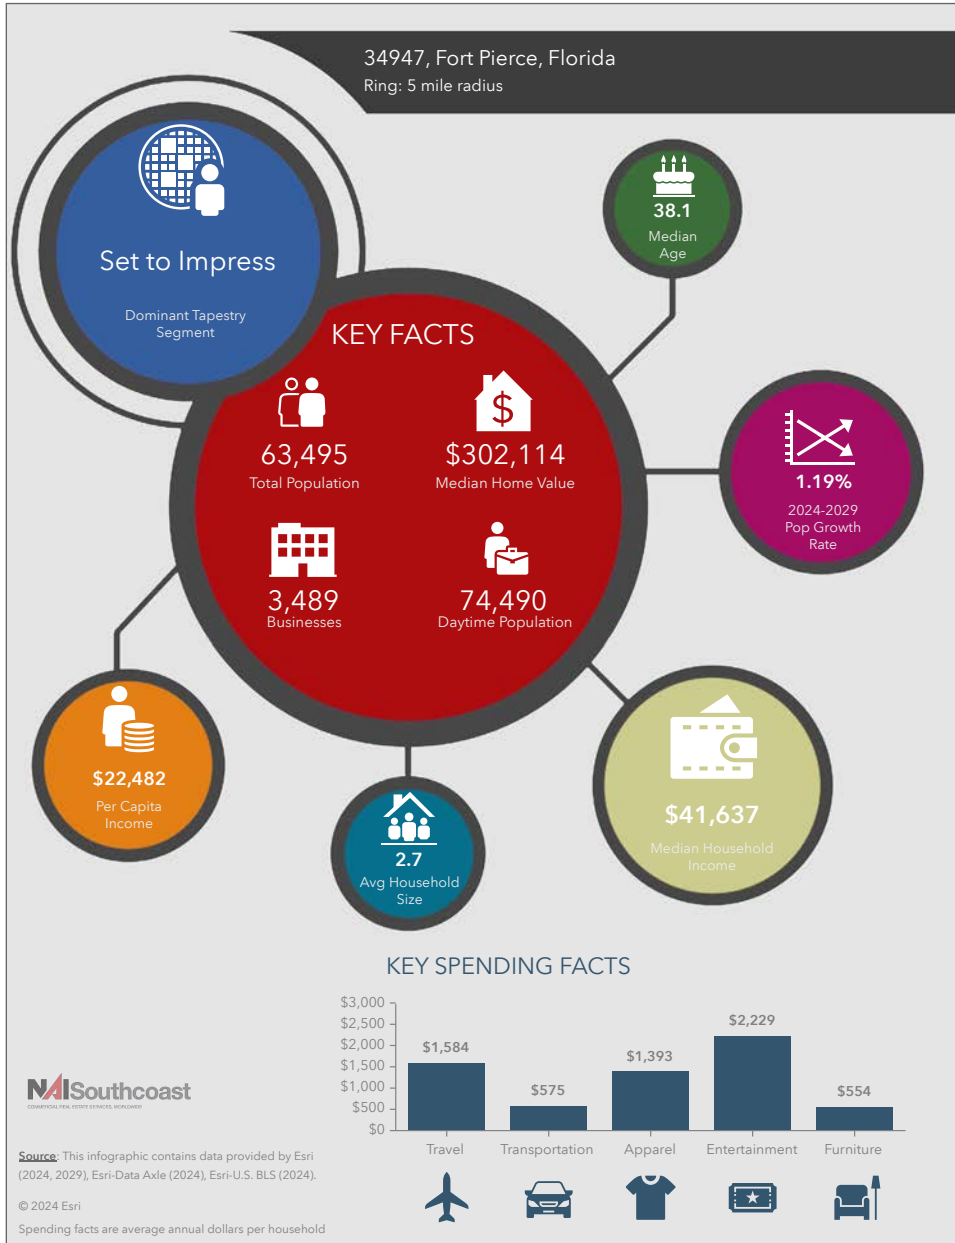 34947, Fort Pierce, Florida
Ring: 5 mile radius
Set to Impress
Dominant Tapestry
Segment
38.1
Median
Age
KEY FACTS
63,495
Total Population
$302,114
Median Home Value
3,489
Businesses
74,490
Daytime Population
1.19%
2024-2029
Pop Growth
Rate
$22,482
Per Capita
Income
2.7
Avg Household
Size
$41,637
Median Household
Income
KEY SPENDING FACTS
$3,000
$2,500
$2,000
$1,500
$1,000
$500
$0
$1,584
$575
$1,393
$2,229
$554
Travel
Transportation
Apparel
Entertainment
Furniture
NAISouthcoast
COMMERCIAL REAL ESTATE SERVICES, WORLDWIDE
Source: This infographic contains data provided by Esri
(2024, 2029), Esri-Data Axle (2024), Esri-U.S. BLS (2024).
© 2024 Esri
Spending facts are average annual dollars per household